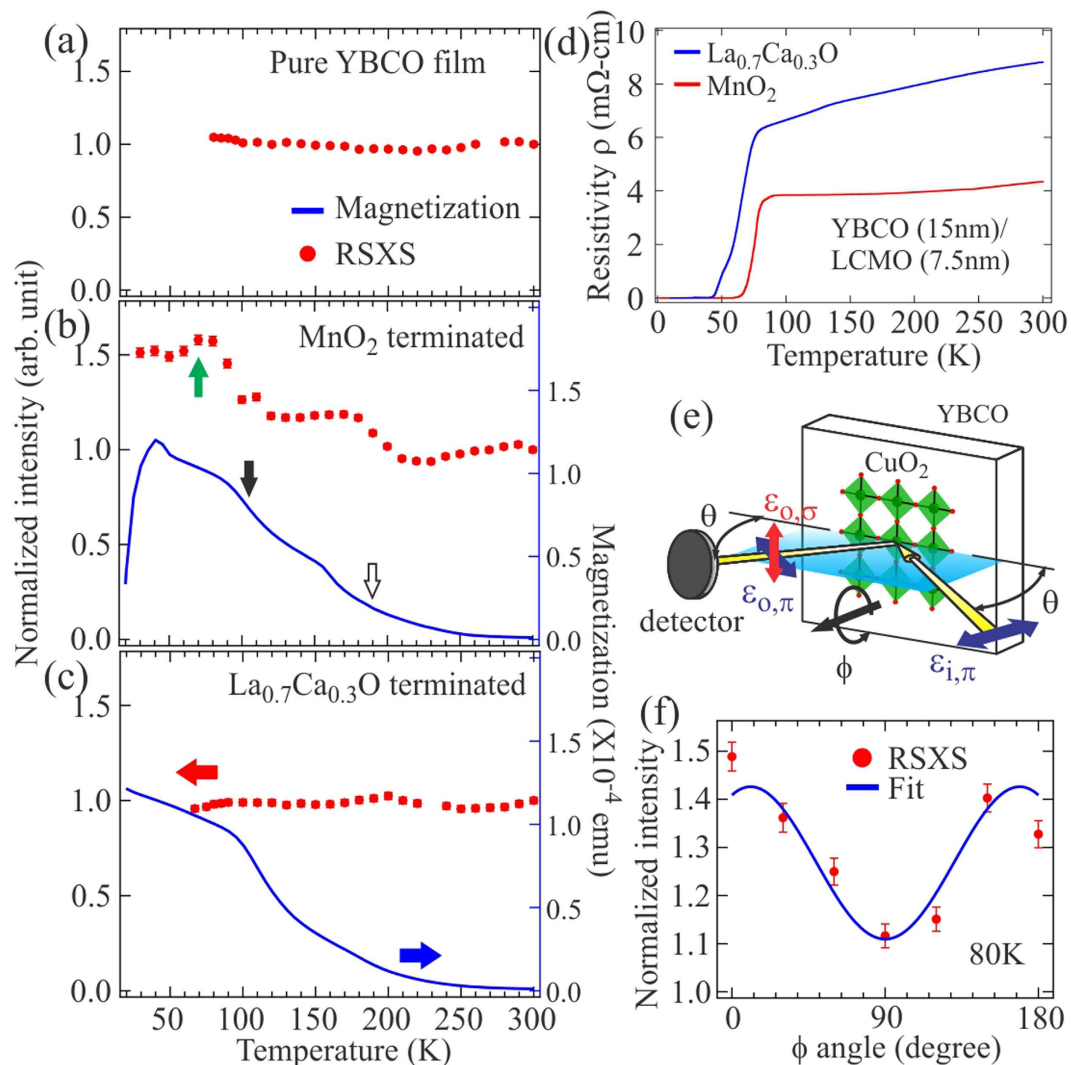 (a)
Pure YBCO film
1.5
1.0
0.5
0.0
Magnetization
RSXS
(b)
MnO2 terminated
1.5
1.0
0.5
0.0
1.5
1.0
0.5
0.0
(c)
La0.7Ca0.3O terminated
1.5
1.0
0.5
0.0
1.5
1.0
0.5
0.0
50 100 150 200 250 300
Temperature (K)
Normalized intensity (arb. unit)
Magnetization (X10-4 emu)
(d)
La0.7Ca0.3O
MnO2
10
8
6
4
2
0
YBCO (15nm)/
LCMO (7.5nm)
0 50 100 150 200 250 300
Temperature (K)
Resistivity ρ (mΩ-cm)
(e)
YBCO
CuO2
θ
εo,σ
εo,π
detector
ϕ
θ
εi,π
(f)
RSXS
Fit
1.5
1.4
1.3
1.2
1.1
1.0
80K
0 90 180
ϕ angle (degree)
Normalized intensity